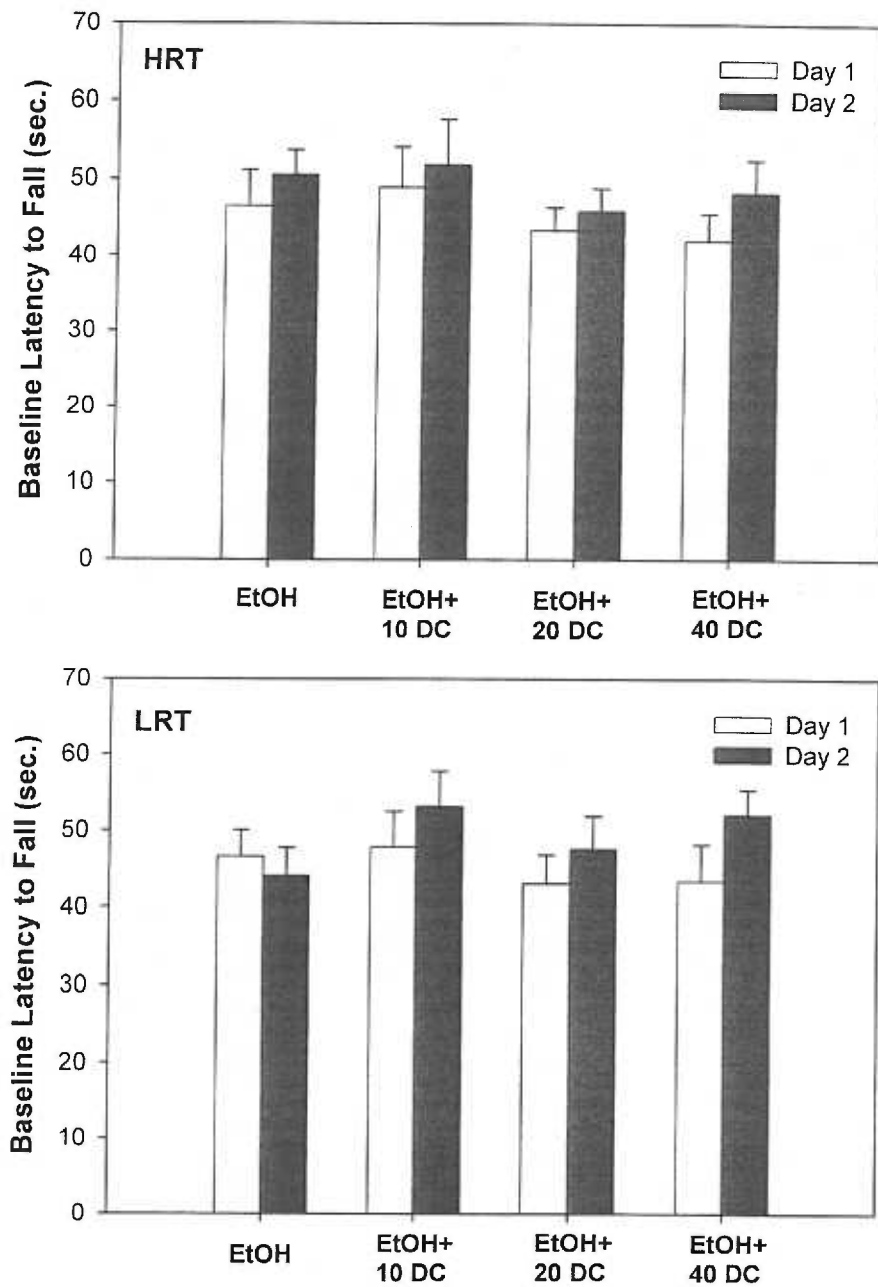 HRT
Day 1
Day 2
Baseline Latency to Fall (sec.)
70
60
50
40
30
20
10
0
EtOH
EtOH+
10 DC
EtOH+
20 DC
EtOH+
40 DC
LRT
Day 1
Day 2
Baseline Latency to Fall (sec.)
70
60
50
40
30
20
10
0
EtOH
EtOH+
10 DC
EtOH+
20 DC
EtOH+
40 DC